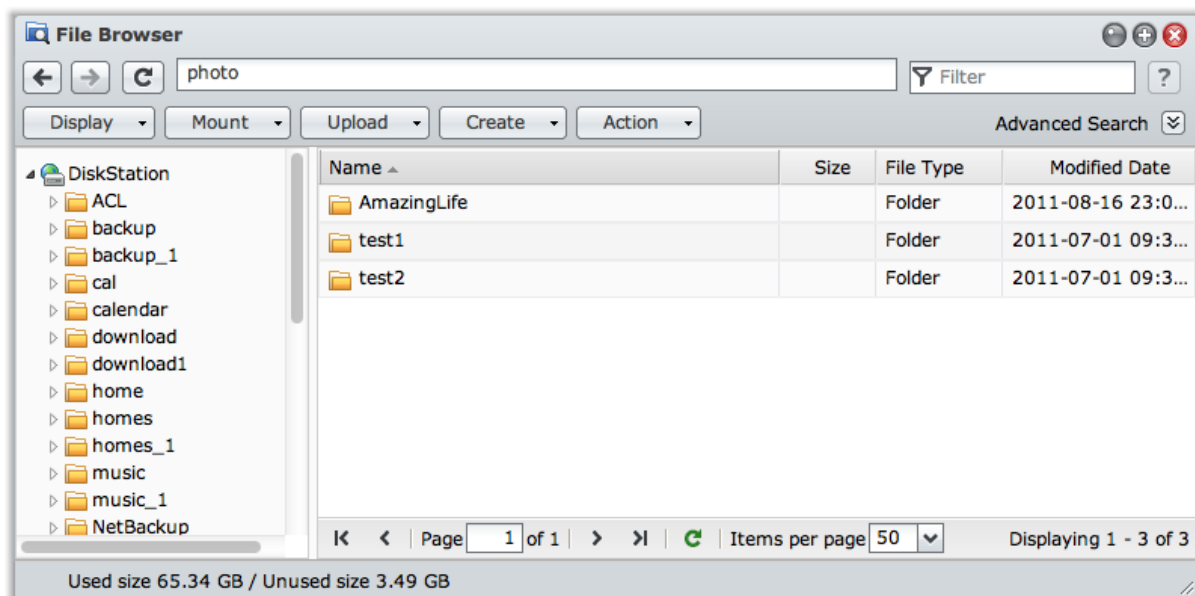 File Browser
photo
Filter
?
Display Mount Upload Create Action Advanced Search
DiskStation
ACL
backup
backup_1
cal
calendar
download
download1
home
homes
homes_1
music
music_1
NetBackup
Name Size File Type Modified Date
AmazingLife Folder 2011-08-16 23:0...
test1 Folder 2011-07-01 09:3...
test2 Folder 2011-07-01 09:3...
Page 1 of 1 Items per page 50 Displaying 1 - 3 of 3
Used size 65.34 GB / Unused size 3.49 GB